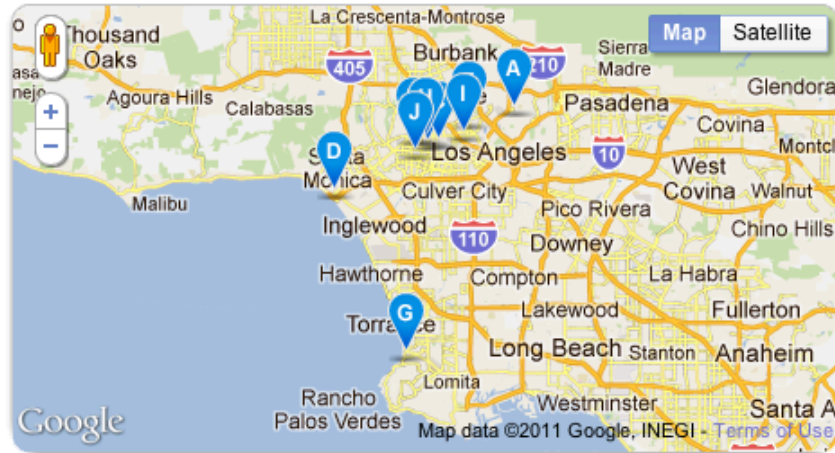 La Crescenta-Montrose
Thousand
Oaks
Burbank
Sierra
Madre
Map
Satellite
405
A
210
Glendora
Agoura Hills
Calabasas
I
J
Pasadena
Covina
+
−
D
Los Angeles
10
Montcl
Monica
Culver City
West
Covina
Walnut
Malibu
Inglewood
110
Pico Rivera
Downey
Chino Hills
Hawthorne
Compton
La Habra
G
Lakewood
Fullerton
Long Beach
Stanton
Anaheim
Lomita
Rancho
Palos Verdes
Westminster
Santa A
Google
Map data ©2011 Google, INEGI - Terms of Use